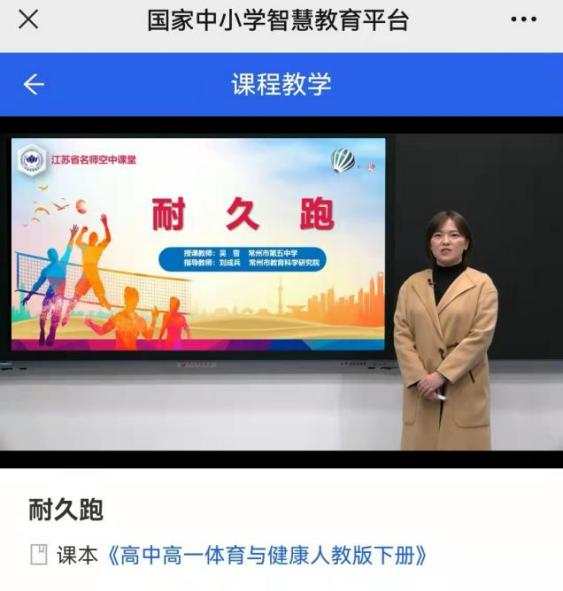 国家中小学智慧教育平台
课程教学
江苏省名师空中课堂
耐 久 跑
授课教师：吴 雪 常州市第五中学
指导教师：刘成兵 常州市教育科学研究院
耐久跑
课本《高中高一体育与健康人教版下册》